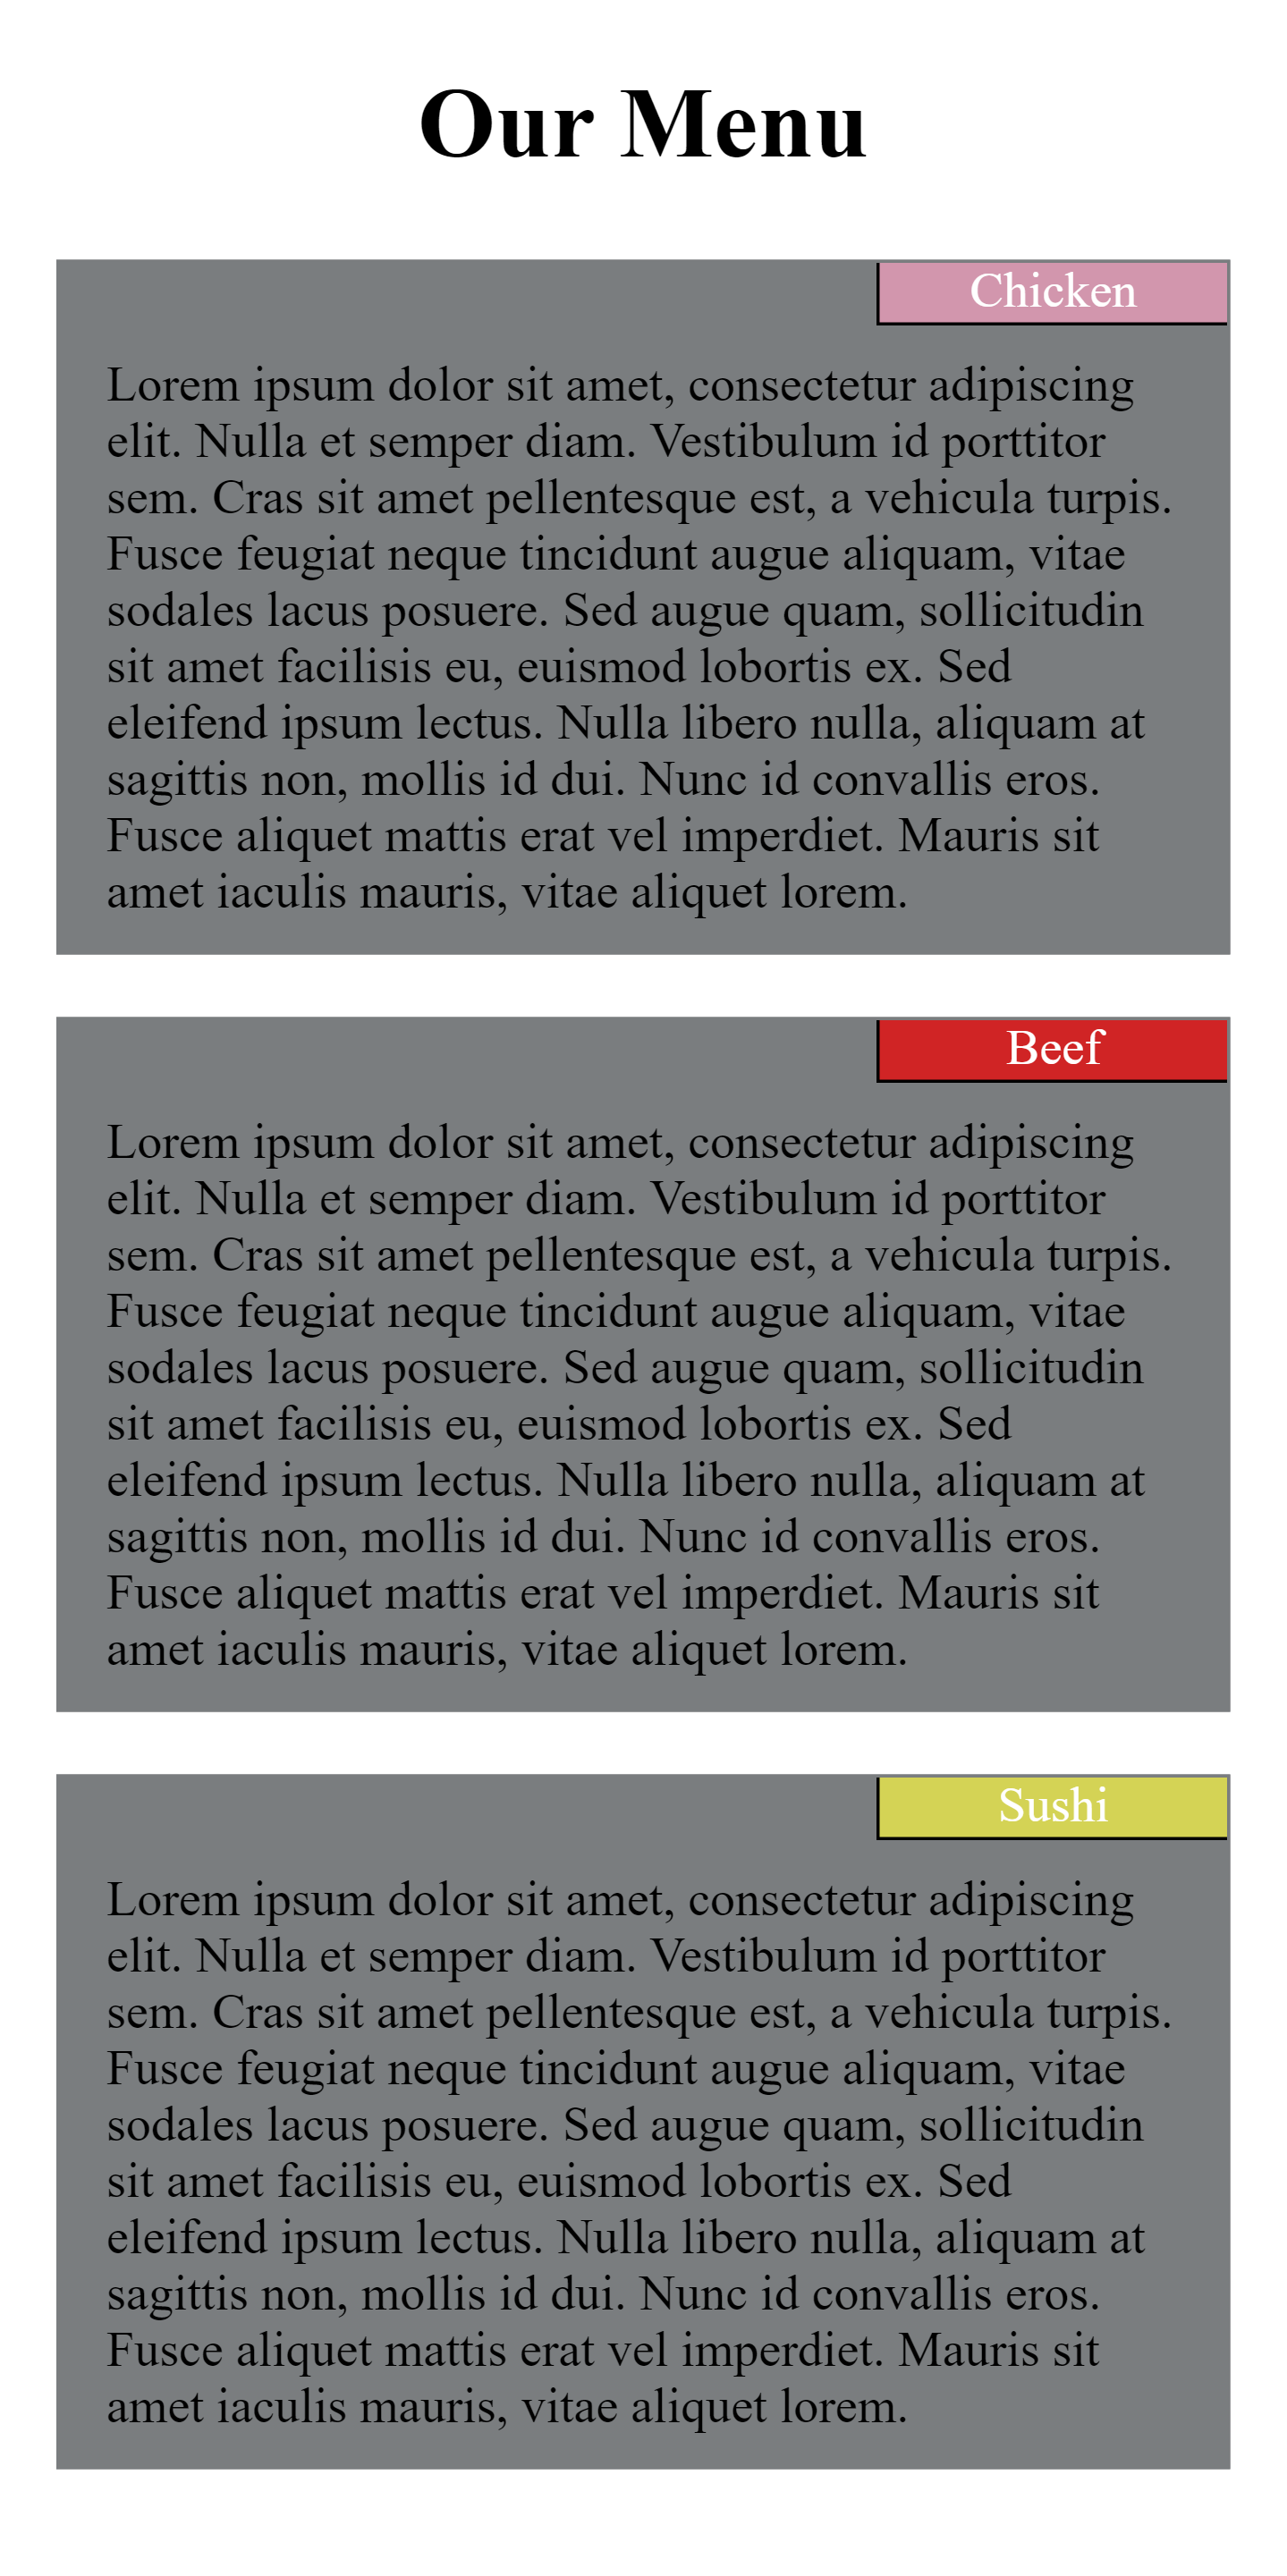 Our Menu
Chicken
Lorem ipsum dolor sit amet, consectetur adipiscing
elit. Nulla et semper diam. Vestibulum id porttitor
sem. Cras sit amet pellentesque est, a vehicula turpis.
Fusce feugiat neque tincidunt augue aliquam, vitae
sodales lacus posuere. Sed augue quam, sollicitudin
sit amet facilisis eu, euismod lobortis ex. Sed
eleifend ipsum lectus. Nulla libero nulla, aliquam at
sagittis non, mollis id dui. Nunc id convallis eros.
Fusce aliquet mattis erat vel imperdiet. Mauris sit
amet iaculis mauris, vitae aliquet lorem.
Beef
Lorem ipsum dolor sit amet, consectetur adipiscing
elit. Nulla et semper diam. Vestibulum id porttitor
sem. Cras sit amet pellentesque est, a vehicula turpis.
Fusce feugiat neque tincidunt augue aliquam, vitae
sodales lacus posuere. Sed augue quam, sollicitudin
sit amet facilisis eu, euismod lobortis ex. Sed
eleifend ipsum lectus. Nulla libero nulla, aliquam at
sagittis non, mollis id dui. Nunc id convallis eros.
Fusce aliquet mattis erat vel imperdiet. Mauris sit
amet iaculis mauris, vitae aliquet lorem.
Sushi
Lorem ipsum dolor sit amet, consectetur adipiscing
elit. Nulla et semper diam. Vestibulum id porttitor
sem. Cras sit amet pellentesque est, a vehicula turpis.
Fusce feugiat neque tincidunt augue aliquam, vitae
sodales lacus posuere. Sed augue quam, sollicitudin
sit amet facilisis eu, euismod lobortis ex. Sed
eleifend ipsum lectus. Nulla libero nulla, aliquam at
sagittis non, mollis id dui. Nunc id convallis eros.
Fusce aliquet mattis erat vel imperdiet. Mauris sit
amet iaculis mauris, vitae aliquet lorem.